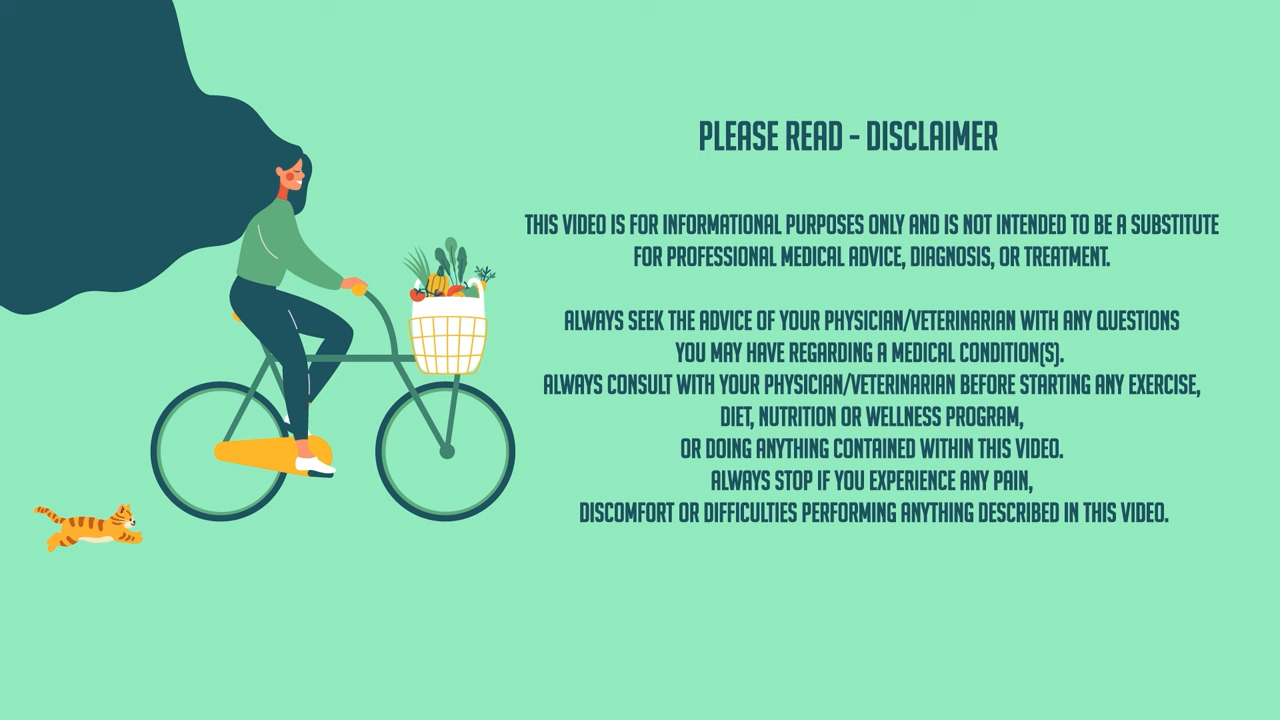 PLEASE READ - DISCLAIMER
THIS VIDEO IS FOR INFORMATIONAL PURPOSES ONLY AND IS NOT INTENDED TO BE A SUBSTITUTE
FOR PROFESSIONAL MEDICAL ADVICE, DIAGNOSIS, OR TREATMENT.
ALWAYS SEEK THE ADVICE OF YOUR PHYSICIAN/VETERINARIAN WITH ANY QUESTIONS
YOU MAY HAVE REGARDING A MEDICAL CONDITION(S).
ALWAYS CONSULT WITH YOUR PHYSICIAN/VETERINARIAN BEFORE STARTING ANY EXERCISE,
DIET, NUTRITION OR WELLNESS PROGRAM,
OR DOING ANYTHING CONTAINED WITHIN THIS VIDEO.
ALWAYS STOP IF YOU EXPERIENCE ANY PAIN,
DISCOMFORT OR DIFFICULTIES PERFORMING ANYTHING DESCRIBED IN THIS VIDEO.